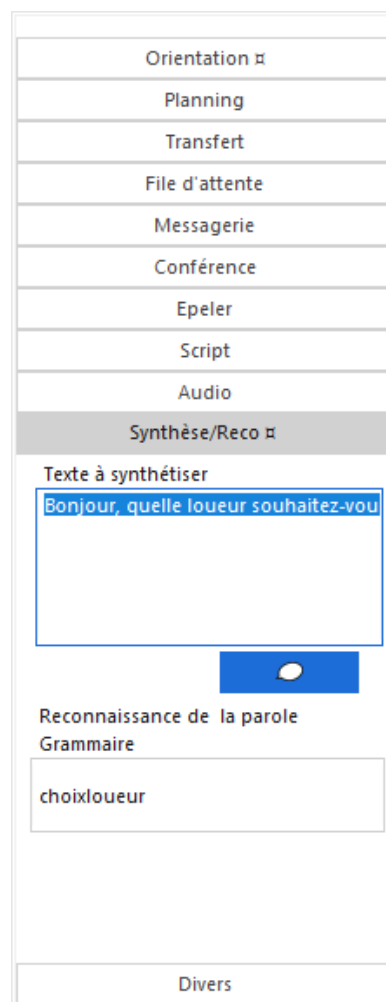 Orientation ¤
Planning
Transfert
File d'attente
Messagerie
Conférence
Epeler
Script
Audio
Synthèse/Reco ¤
Texte à synthétiser
Bonjour, quelle loueur souhaitez-vou
Reconnaissance de la parole
Grammaire
choixloueur
Divers